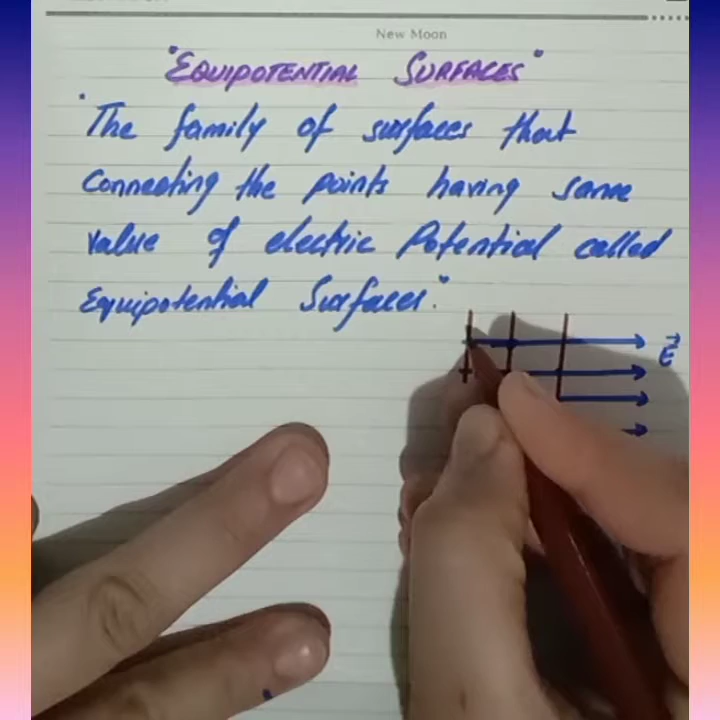 New Moon
"EQUIPOTENTIAL SURFACES"
"The family of surfaces that
connecting the points having same
value of electric Potential called
Equipotential Surfaces."
E